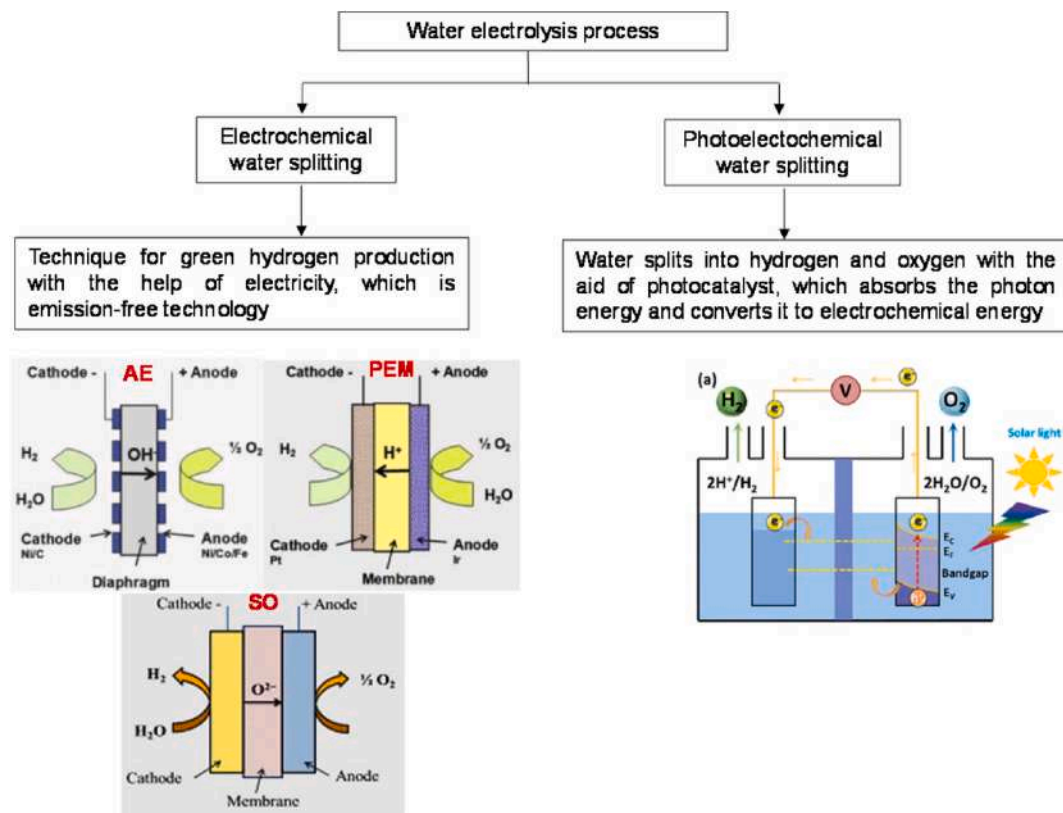 Water electrolysis process
Electrochemical
water splitting
Photoelectochemical
water splitting
Technique for green hydrogen production
with the help of electricity, which is
emission-free technology
Water splits into hydrogen and oxygen with the
aid of photocatalyst, which absorbs the photon
energy and converts it to electrochemical energy
Cathode -
AE
+ Anode
H₂
OH⁻
½ O₂
H₂O
Cathode
Ni/C
Anode
Ni/Co/Fe
Diaphragm
Cathode -
PEM
+ Anode
H₂
H⁺
½ O₂
H₂O
Cathode
Pt
Anode
Ir
Membrane
Cathode -
SO
+ Anode
H₂
O²⁻
½ O₂
H₂O
Cathode
Anode
Membrane
(a)
H₂
e⁻
V
e⁻
O₂
Solar light
2H⁺/H₂
2H₂O/O₂
e⁻
e⁻
E_C
E_F
Bandgap
E_V
h⁺